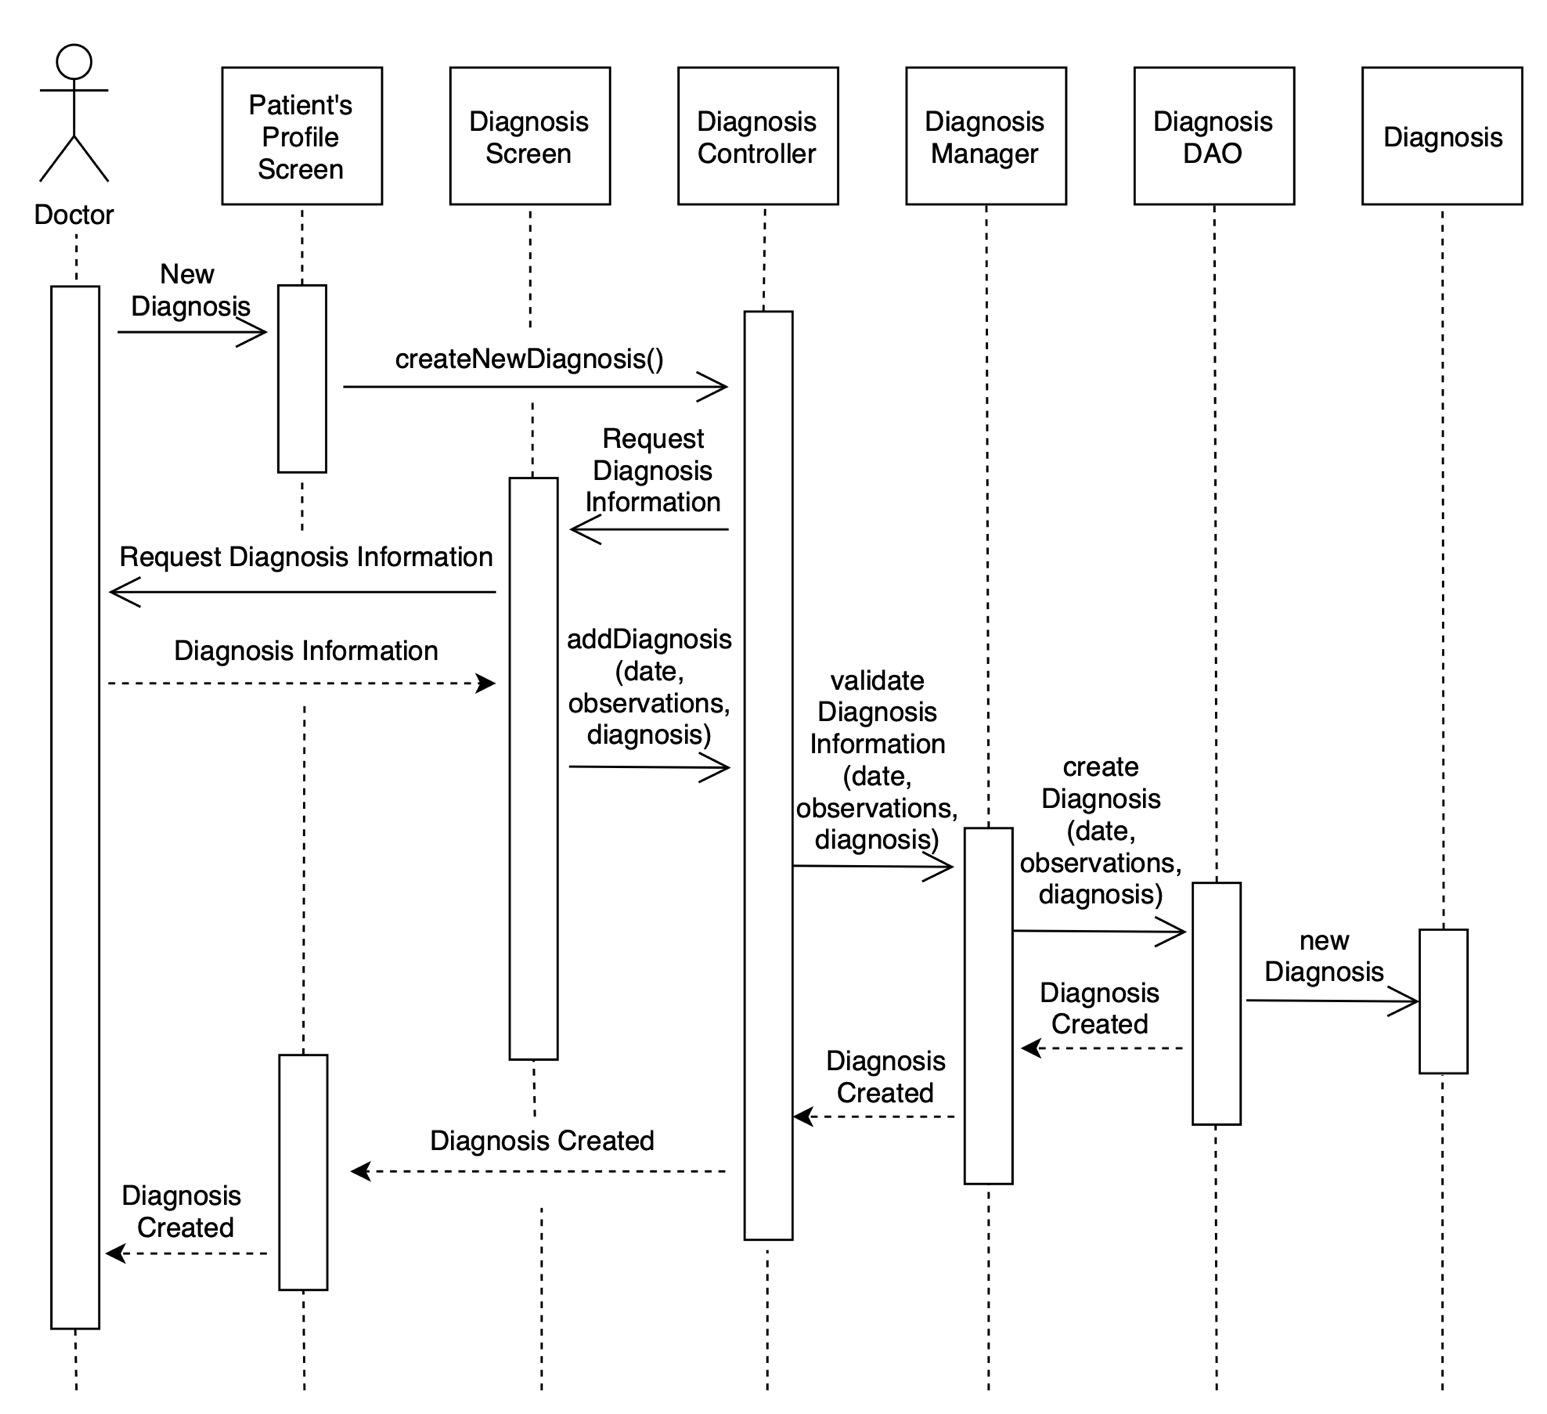 Patient's
Profile
Screen
Diagnosis
Screen
Diagnosis
Controller
Diagnosis
Manager
Diagnosis
DAO
Diagnosis
Doctor
New
Diagnosis
createNewDiagnosis()
Request
Diagnosis
Information
Request Diagnosis Information
Diagnosis Information
addDiagnosis
(date,
observations,
diagnosis)
validate
Diagnosis
Information
(date,
observations,
diagnosis)
create
Diagnosis
(date,
observations,
diagnosis)
new
Diagnosis
Diagnosis
Created
Diagnosis
Created
Diagnosis Created
Diagnosis
Created